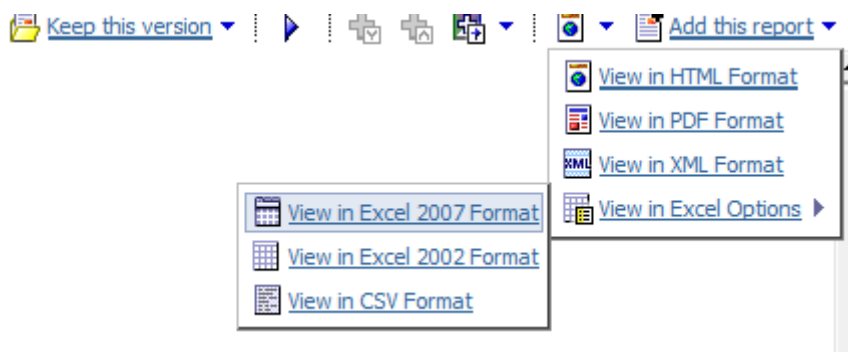 Keep this version
Add this report
View in HTML Format
View in PDF Format
XML View in XML Format
View in Excel Options
View in Excel 2007 Format
View in Excel 2002 Format
View in CSV Format